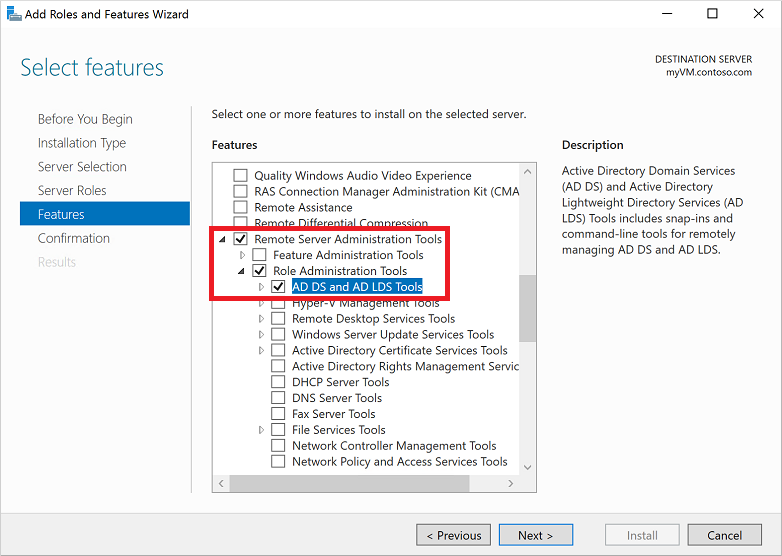 Add Roles and Features Wizard
Select features
DESTINATION SERVER
myVM.contoso.com
Before You Begin
Installation Type
Server Selection
Server Roles
Features
Confirmation
Results
Select one or more features to install on the selected server.
Features
Quality Windows Audio Video Experience
RAS Connection Manager Administration Kit (CMA
Remote Assistance
Remote Differential Compression
Remote Server Administration Tools
Feature Administration Tools
Role Administration Tools
AD DS and AD LDS Tools
Hyper-V Management Tools
Remote Desktop Services Tools
Windows Server Update Services Tools
Active Directory Certificate Services Tools
Active Directory Rights Management Servic
DHCP Server Tools
DNS Server Tools
Fax Server Tools
File Services Tools
Network Controller Management Tools
Network Policy and Access Services Tools
Description
Active Directory Domain Services
(AD DS) and Active Directory
Lightweight Directory Services (AD
LDS) Tools includes snap-ins and
command-line tools for remotely
managing AD DS and AD LDS.
< Previous
Next >
Install
Cancel